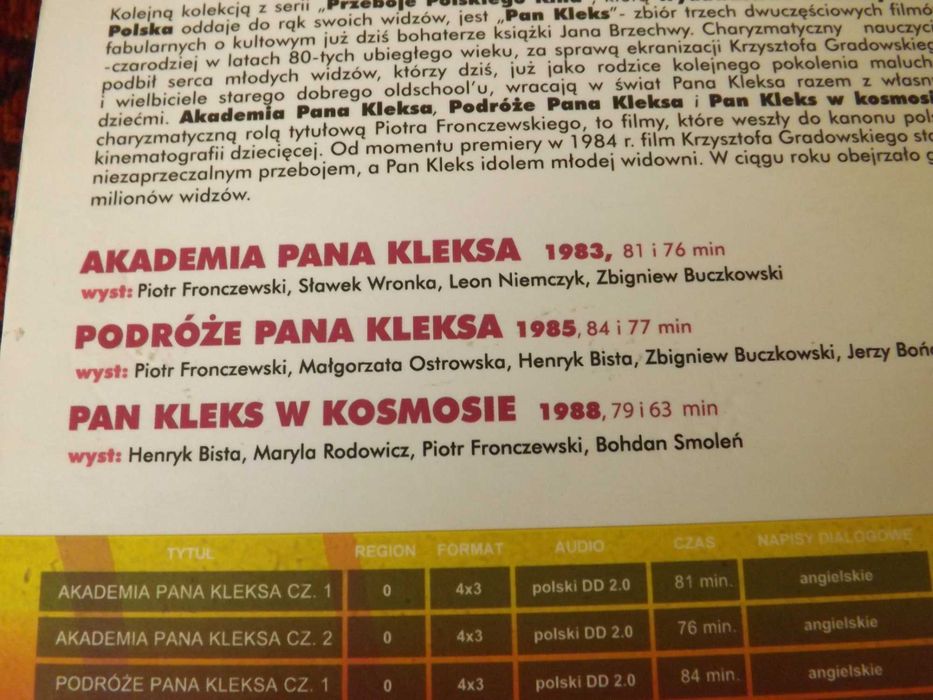 Kolejną kolekcją z serii „Przeboje Polskiego Kina",
Polska oddaje do rąk swoich widzów, jest „Pan Kleks"- zbiór trzech dwuczęściowych
fabularnych o kultowym już dziś bohaterze książki Jana Brzechwy. Charyzmatyczny
-czarodziej w latach 80-tych ubiegłego wieku, za sprawą ekranizacji Krzysztofa
podbił serca młodych widzów, którzy dziś, już jako rodzice kolejnego pokolenia
i wielbiciele starego dobrego oldschool'u, wracają w świat Pana Kleksa razem z
dziećmi. Akademia Pana Kleksa, Podróże Pana Kleksa i Pan Kleks w
charyzmatyczną rolą tytułową Piotra Fronczewskiego, to filmy, które weszły do kanonu
kinematografii dziecięcej. Od momentu premiery w 1984 r. film Krzysztofa Gradowskiego
niezaprzeczalnym przebojem, a Pan Kleks idolem młodej widowni. W ciągu roku obejrzało
milionów widzów.
AKADEMIA PANA KLEKSA 1983, 81 i 76 min
wyst: Piotr Fronczewski, Sławek Wronka, Leon Niemczyk, Zbigniew Buczkowski
PODRÓŻE PANA KLEKSA 1985, 84 i 77 min
wyst: Piotr Fronczewski, Małgorzata Ostrowska, Henryk Bista, Zbigniew Buczkowski, Jerzy
PAN KLEKS W KOSMOSIE 1988, 79 i 63 min
wyst: Henryk Bista, Maryla Rodowicz, Piotr Fronczewski, Bohdan Smoleń
TYTUŁ REGION FORMAT AUDIO CZAS NAPISY DIALOGOWE
AKADEMIA PANA KLEKSA CZ. 1 0 4x3 polski DD 2.0 81 min. angielskie
AKADEMIA PANA KLEKSA CZ. 2 0 4x3 polski DD 2.0 76 min. angielskie
PODRÓŻE PANA KLEKSA CZ. 1 0 4x3 polski DD 2.0 84 min. angielskie